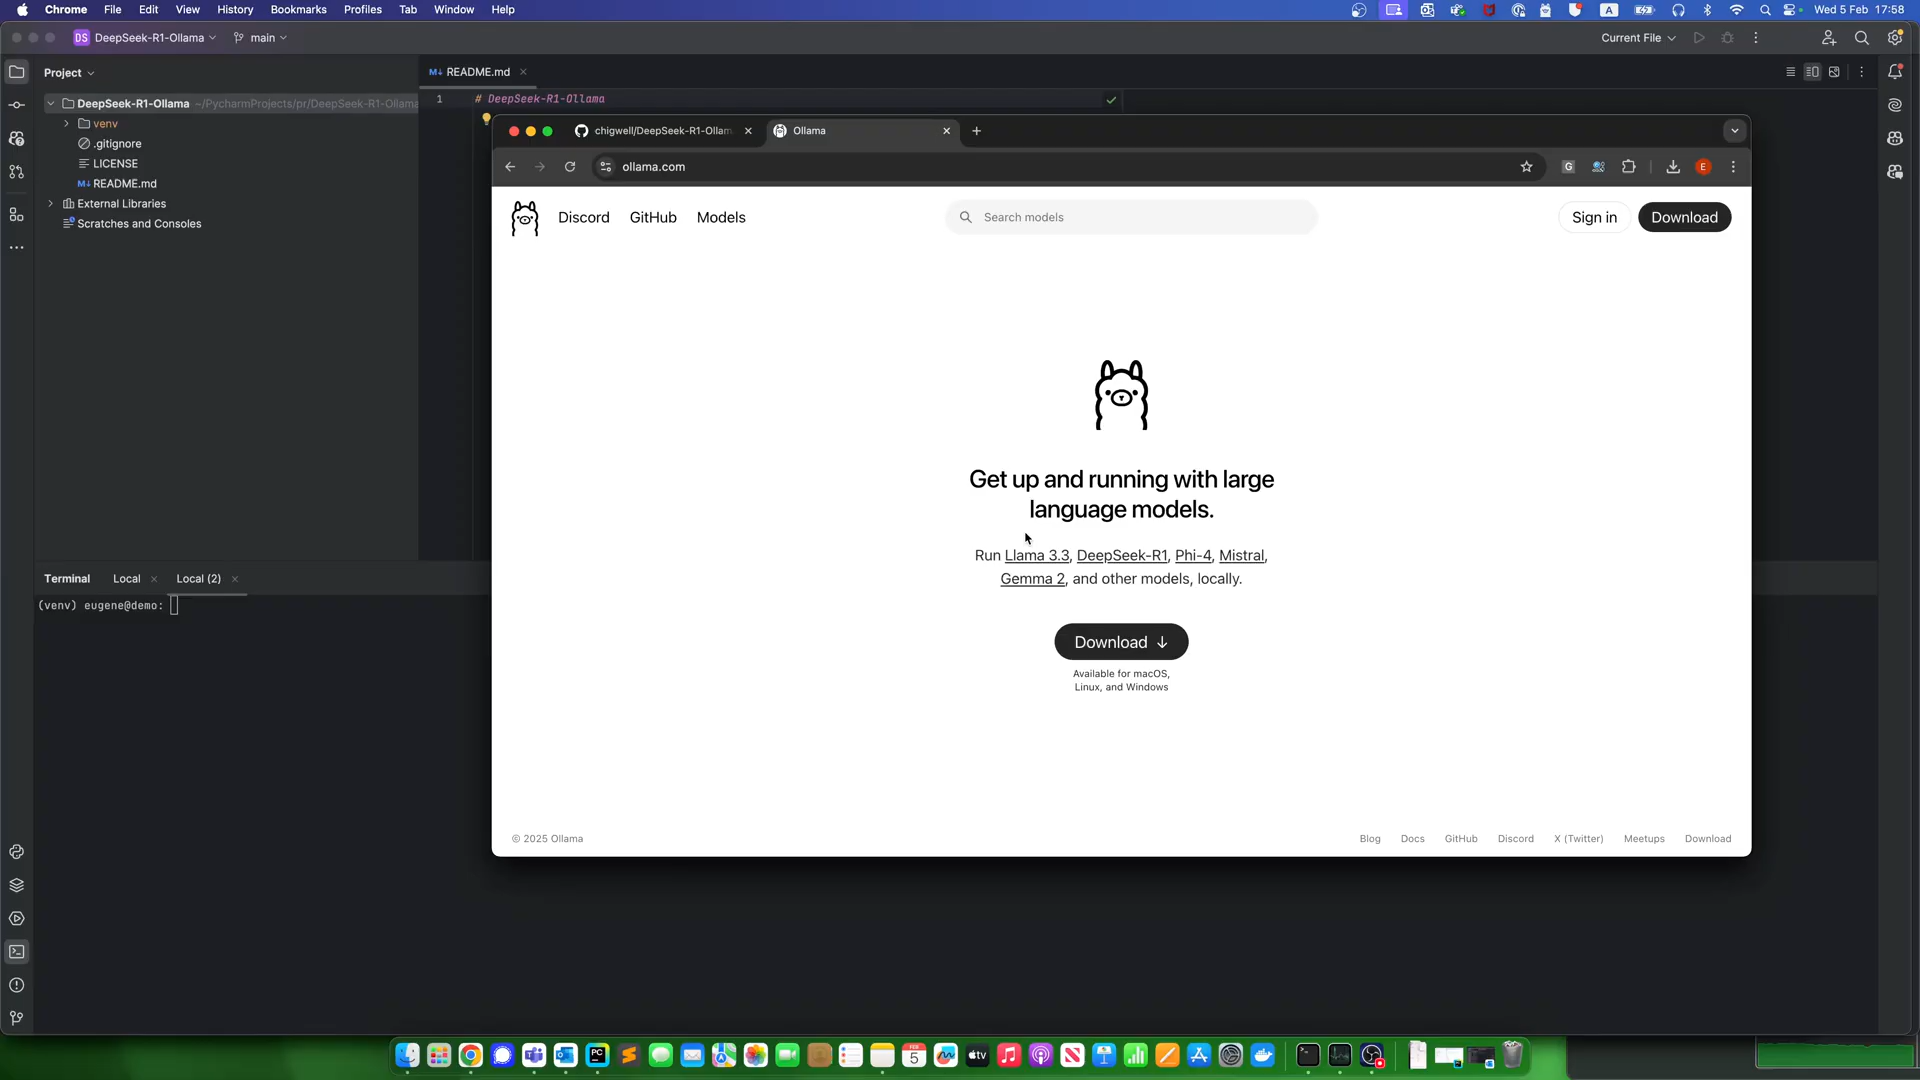 Chrome File Edit View History Bookmarks Profiles Tab Window Help
A
Wed 5 Feb 17:58
DS DeepSeek-R1-Ollama main
Current File
Project
README.md
DeepSeek-R1-Ollama ~/PycharmProjects/pr/DeepSeek-R1-Ollama
1 # DeepSeek-R1-Ollama
venv
.gitignore
LICENSE
README.md
External Libraries
Scratches and Consoles
chigwell/DeepSeek-R1-Ollam
Ollama
ollama.com
G
E
Discord GitHub Models
Search models
Sign in
Download
Get up and running with large
language models.
Run Llama 3.3, DeepSeek-R1, Phi-4, Mistral,
Gemma 2, and other models, locally.
Download ↓
Available for macOS,
Linux, and Windows
© 2025 Ollama
Blog Docs GitHub Discord X (Twitter) Meetups Download
Terminal Local Local (2)
(venv) eugene@demo:
PC
FEB
5
tv